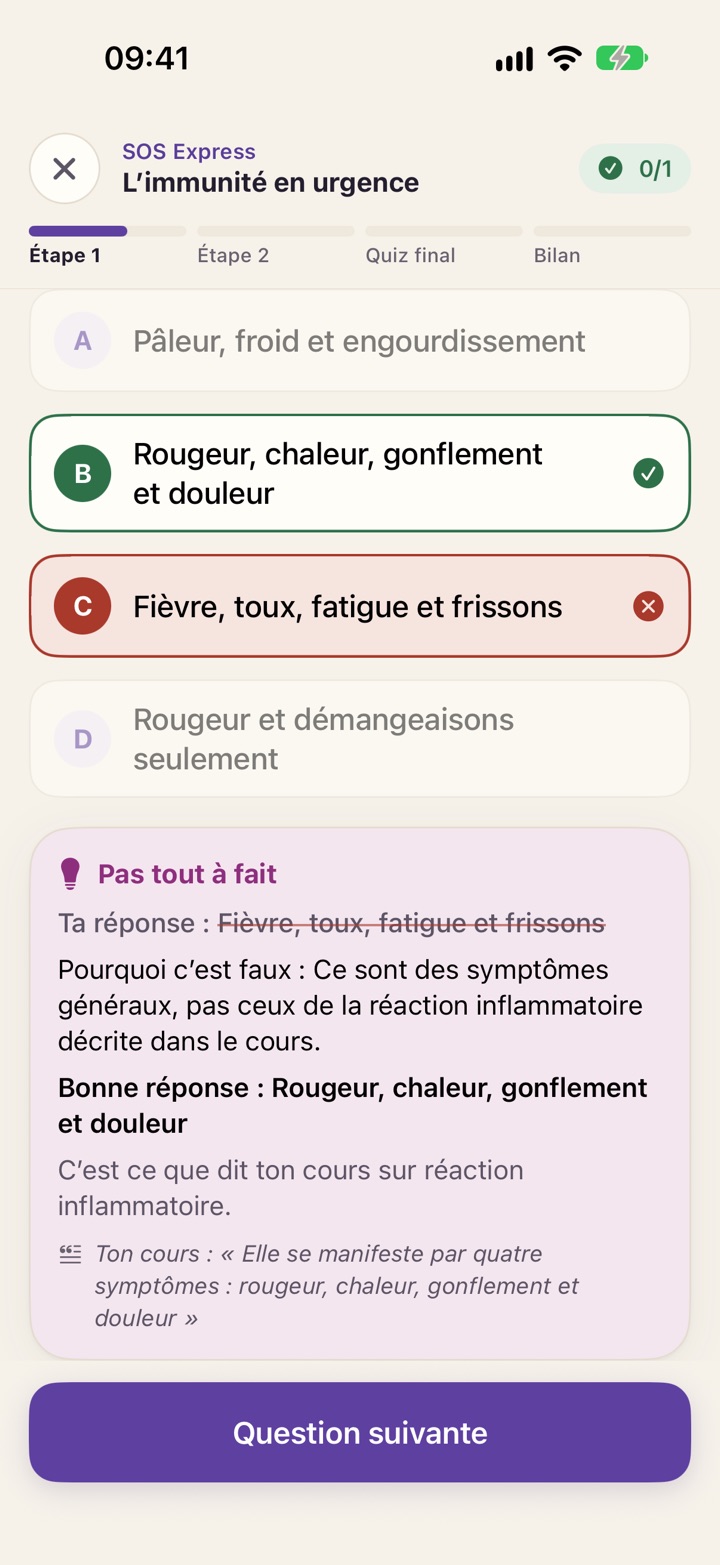 09:41
SOS Express
L’immunité en urgence
0/1
Étape 1
Étape 2
Quiz final
Bilan
A
Pâleur, froid et engourdissement
B
Rougeur, chaleur, gonflement
et douleur
C
Fièvre, toux, fatigue et frissons
D
Rougeur et démangeaisons
seulement
Pas tout à fait
Ta réponse : Fièvre, toux, fatigue et frissons
Pourquoi c’est faux : Ce sont des symptômes
généraux, pas ceux de la réaction inflammatoire
décrite dans le cours.
Bonne réponse : Rougeur, chaleur, gonflement
et douleur
C’est ce que dit ton cours sur réaction
inflammatoire.
Ton cours : « Elle se manifeste par quatre
symptômes : rougeur, chaleur, gonflement et
douleur »
Question suivante